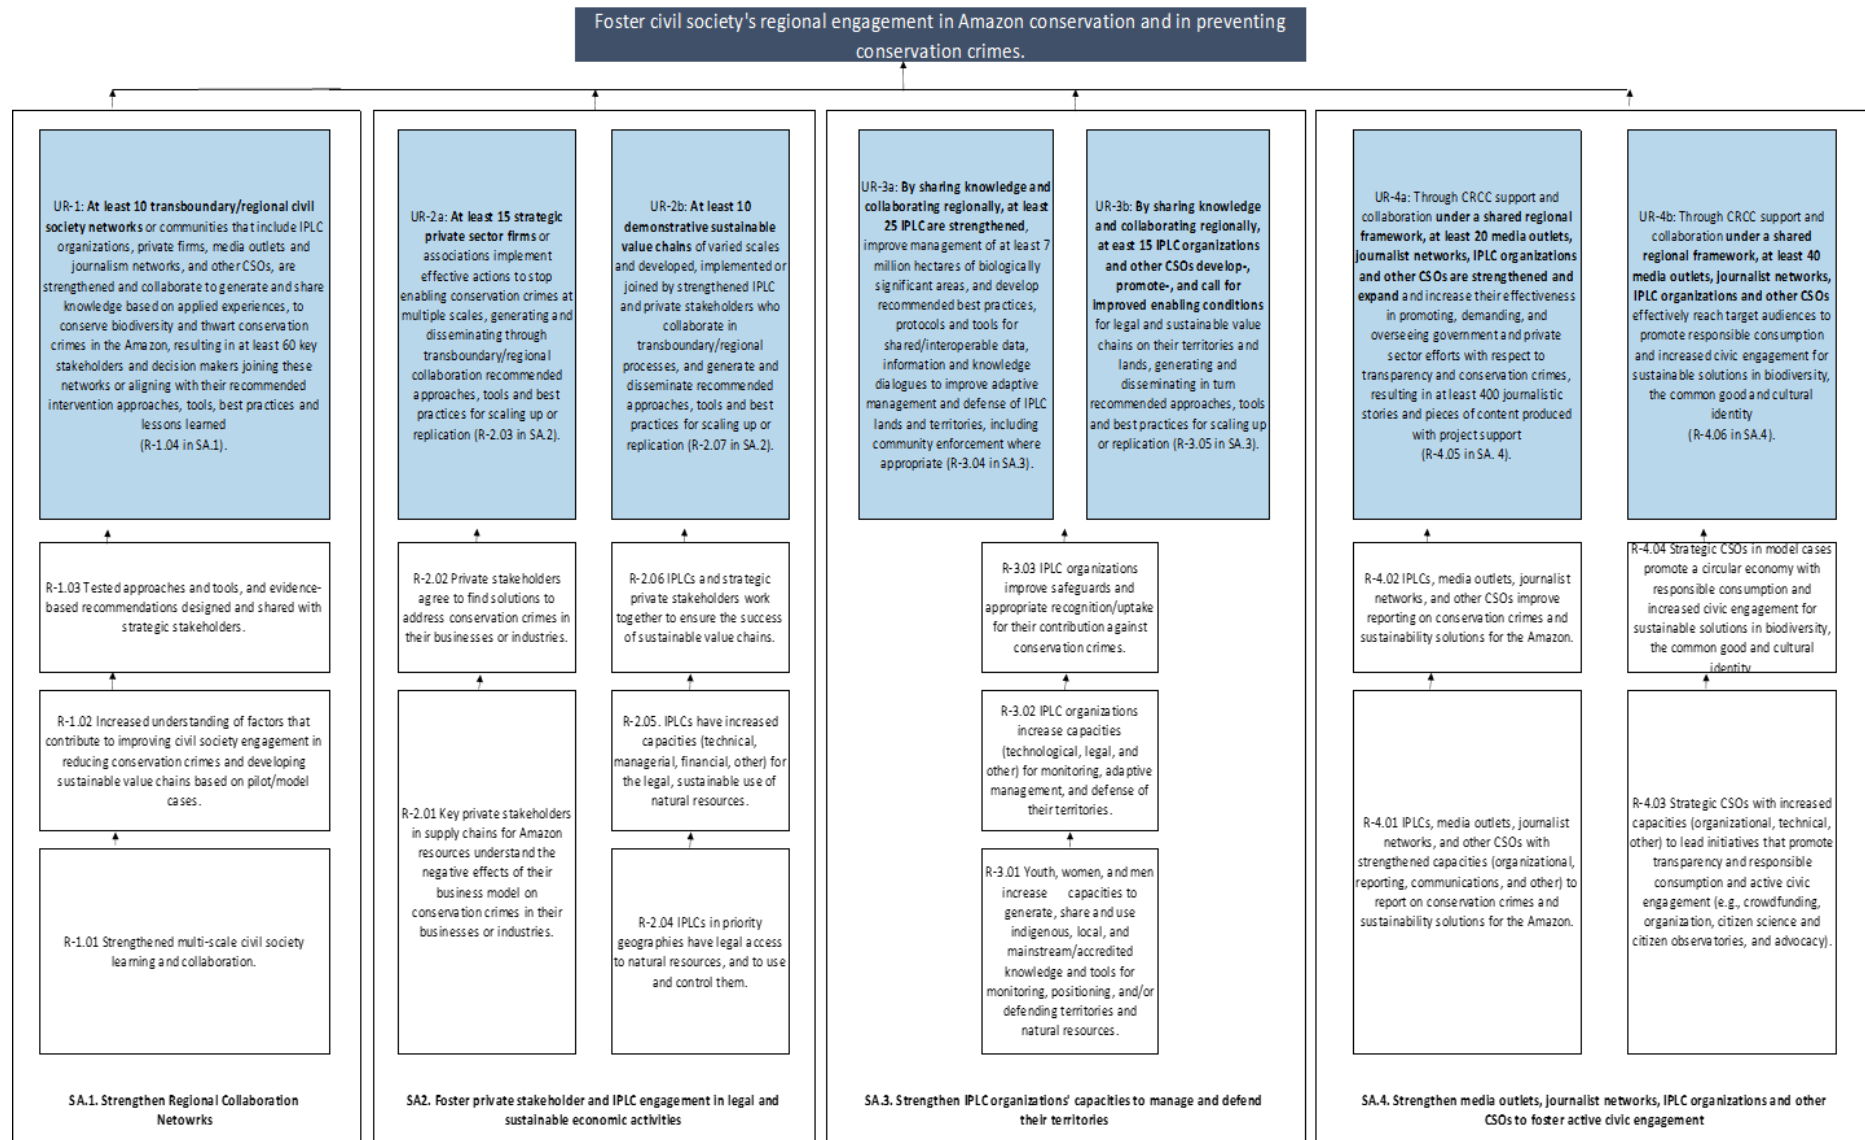 Foster civil society's regional engagement in Amazon conservation and in preventing
conservation crimes.
UR-1: At least 10 transboundary/regional civil
society networks or communities that include IPLC
organizations, private firms, media outlets and
journalism networks, and other CSOs, are
strengthened and collaborate to generate and share
knowledge based on applied experiences, to
conserve biodiversity and thwart conservation
crimes in the Amazon, resulting in at least 60 key
stakeholders and decision makers joining these
networks or aligning with their recommended
intervention approaches, tools, best practices and
lessons learned
(R-1.04 in SA.1).
R-1.03 Tested approaches and tools, and evidence-
based recommendations designed and shared with
strategic stakeholders.
R-1.02 Increased understanding of factors that
contribute to improving civil society engagement in
reducing conservation crimes and developing
sustainable value chains based on pilot/model
cases.
R-1.01 Strengthened multi-scale civil society
learning and collaboration.
SA.1. Strengthen Regional Collaboration
Netowrks
UR-2a: At least 15 strategic
private sector firms or
associations implement
effective actions to stop
enabling conservation crimes at
multiple scales, generating and
disseminating through
transboundary/regional
collaboration recommended
approaches, tools and best
practices for scaling up or
replication (R-2.03 in SA.2).
R-2.02 Private stakeholders
agree to find solutions to
address conservation crimes in
their businesses or industries.
R-2.01 Key private stakeholders
in supply chains for Amazon
resources understand the
negative effects of their
business model on
conservation crimes in their
businesses or industries.
UR-2b: At least 10
demonstrative sustainable
value chains of varied scales
and developed, implemented or
joined by strengthened IPLC
and private stakeholders who
collaborate in
transboundary/regional
processes, and generate and
disseminate recommended
approaches, tools and best
practices for scaling up or
replication (R-2.07 in SA.2).
R-2.06 IPLCs and strategic
private stakeholders work
together to ensure the success
of sustainable value chains.
R-2.05. IPLCs have increased
capacities (technical,
managerial, financial, other) for
the legal, sustainable use of
natural resources.
R-2.04 IPLCs in priority
geographies have legal access
to natural resources, and to use
and control them.
SA2. Foster private stakeholder and IPLC engagement in legal and
sustainable economic activities
UR-3a: By sharing knowledge and
collaborating regionally, at least
25 IPLC are strengthened,
improve management of at least 7
million hectares of biologically
significant areas, and develop
recommended best practices,
protocols and tools for
shared/interoperable data,
information and knowledge
dialogues to improve adaptive
management and defense of IPLC
lands and territories, including
community enforcement where
appropriate (R-3.04 in SA.3).
UR-3b: By sharing knowledge
and collaborating regionally,
at east 15 IPLC organizations
and other CSOs develop-,
promote-, and call for
improved enabling conditions
for legal and sustainable value
chains on their territories and
lands, generating and
disseminating in turn
recommended approaches, tools
and best practices for scaling up
or replication (R-3.05 in SA.3).
R-3.03 IPLC organizations
improve safeguards and
appropriate recognition/uptake
for their contribution against
conservation crimes.
R-3.02 IPLC organizations
increase capacities
(technological, legal, and
other) for monitoring, adaptive
management, and defense of
their territories.
R-3.01 Youth, women, and men
increase capacities to
generate, share and use
indigenous, local, and
mainstream/accredited
knowledge and tools for
monitoring, positioning, and/or
defending territories and
natural resources.
SA.3. Strengthen IPLC organizations' capacities to manage and defend
their territories
UR-4a: Through CRCC support and
collaboration under a shared regional
framework, at least 20 media outlets,
journalist networks, IPLC organizations
and other CSOs are strengthened and
expand and increase their effectiveness
in promoting, demanding, and
overseeing government and private
sector efforts with respect to
transparency and conservation crimes,
resulting in at least 400 journalistic
stories and pieces of content produced
with project support
(R-4.05 in SA. 4).
R-4.02 IPLCs, media outlets, journalist
networks, and other CSOs improve
reporting on conservation crimes and
sustainability solutions for the Amazon.
R-4.01 IPLCs, media outlets, journalist
networks, and other CSOs with
strengthened capacities (organizational,
reporting, communications, and other) to
report on conservation crimes and
sustainability solutions for the Amazon.
UR-4b: Through CRCC support and
collaboration under a shared
regional framework, at least 40
media outlets, journalist networks,
IPLC organizations and other CSOs
effectively reach target audiences to
promote responsible consumption
and increased civic engagement for
sustainable solutions in biodiversity,
the common good and cultural
identity
(R-4.06 in SA.4).
R-4.04 Strategic CSOs in model cases
promote a circular economy with
responsible consumption and
increased civic engagement for
sustainable solutions in biodiversity,
the common good and cultural
identity
R-4.03 Strategic CSOs with increased
capacities (organizational, technical,
other) to lead initiatives that promote
transparency and responsible
consumption and active civic
engagement (e.g., crowdfunding,
organization, citizen science and
citizen observatories, and advocacy).
SA.4. Strengthen media outlets, journalist networks, IPLC organizations and other
CSOs to foster active civic engagement